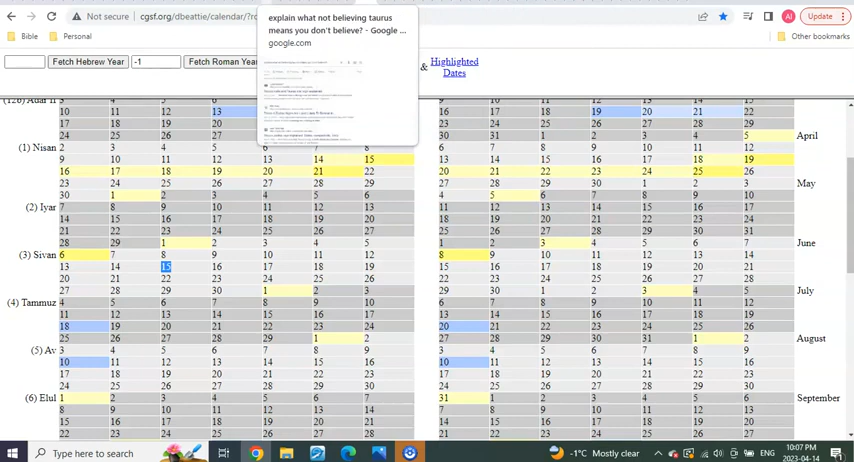 Not secure | cgsf.org/dbeattie/calendar/?ro
AI Update
Bible Personal Other bookmarks
explain what not believing taurus
means you don't believe? - Google ...
google.com
Fetch Hebrew Year -1 Fetch Roman Year & Highlighted
Dates
(12b) Adar II 3 4 5 6 9 10 11 12 13 14 15
10 11 12 13 16 17 18 19 20 21 22
17 18 19 20 23 24 25 26 27 28 29
24 25 26 27 30 31 1 2 3 4 5 April
(1) Nisan 2 3 4 5 6 7 8 6 7 8 9 10 11 12
9 10 11 12 13 14 15 13 14 15 16 17 18 19
16 17 18 19 20 21 22 20 21 22 23 24 25 26
23 24 25 26 27 28 29 27 28 29 30 1 2 3 May
30 1 2 3 4 5 6 4 5 6 7 8 9 10
(2) Iyar 7 8 9 10 11 12 13 11 12 13 14 15 16 17
14 15 16 17 18 19 20 18 19 20 21 22 23 24
21 22 23 24 25 26 27 25 26 27 28 29 30 31
28 29 1 2 3 4 5 1 2 3 4 5 6 7 June
(3) Sivan 6 7 8 9 10 11 12 8 9 10 11 12 13 14
13 14 15 16 17 18 19 15 16 17 18 19 20 21
20 21 22 23 24 25 26 22 23 24 25 26 27 28
27 28 29 30 1 2 3 29 30 1 2 3 4 5 July
(4) Tammuz 4 5 6 7 8 9 10 6 7 8 9 10 11 12
11 12 13 14 15 16 17 13 14 15 16 17 18 19
18 19 20 21 22 23 24 20 21 22 23 24 25 26
25 26 27 28 29 1 2 27 28 29 30 31 1 2 August
(5) Av 3 4 5 6 7 8 9 3 4 5 6 7 8 9
10 11 12 13 14 15 16 10 11 12 13 14 15 16
17 18 19 20 21 22 23 17 18 19 20 21 22 23
24 25 26 27 28 29 30 24 25 26 27 28 29 30
(6) Elul 1 2 3 4 5 6 7 31 1 2 3 4 5 6 September
8 9 10 11 12 13 14 7 8 9 10 11 12 13
15 16 17 18 19 20 21 14 15 16 17 18 19 20
22 23 24 25 26 27 28 21 22 23 24 25 26 27
Type here to search -1°C Mostly clear ENG 10:07 PM
2023-04-14